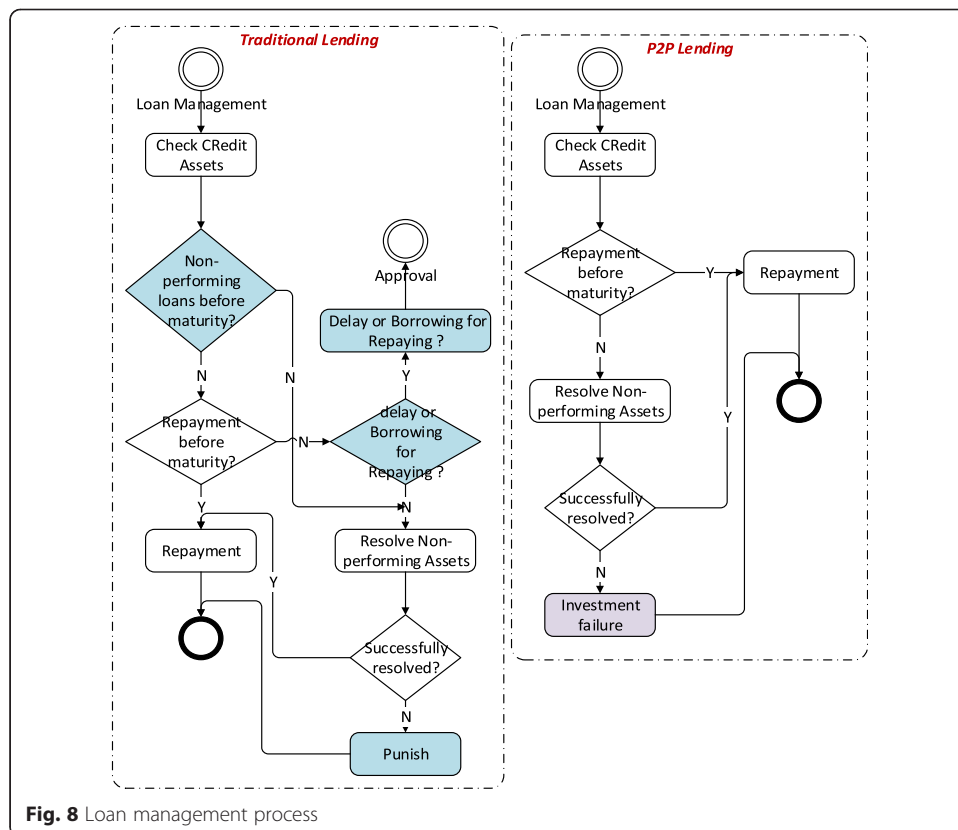 Traditional Lending
Loan Management
Check CRedit
Assets
Non-
performing
loans before
maturity?
N
N
Repayment
before
maturity?
N
Y
Repayment
Approval
Delay or Borrowing for
Repaying ?
Y
delay or
Borrowing
for
Repaying ?
N
Resolve Non-
performing Assets
Y
Successfully
resolved?
N
Punish
P2P Lending
Loan Management
Check CRedit
Assets
Repayment
before
maturity?
Y
Repayment
N
Resolve Non-
performing Assets
Y
Successfully
resolved?
N
Investment
failure
Fig. 8 Loan management process